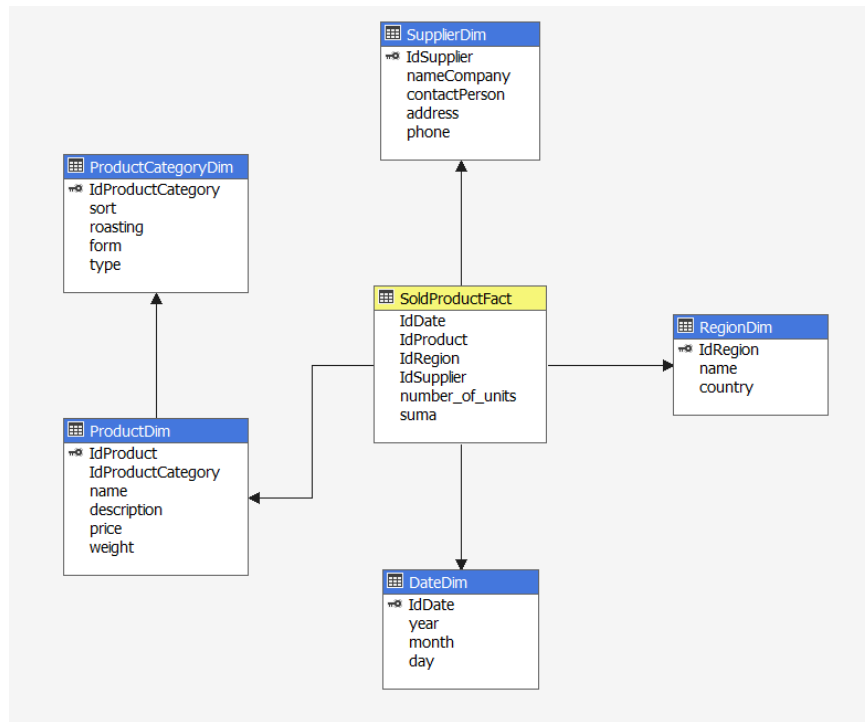 SupplierDim
IdSupplier
nameCompany
contactPerson
address
phone
ProductCategoryDim
IdProductCategory
sort
roasting
form
type
SoldProductFact
IdDate
IdProduct
IdRegion
IdSupplier
number_of_units
suma
RegionDim
IdRegion
name
country
ProductDim
IdProduct
IdProductCategory
name
description
price
weight
DateDim
IdDate
year
month
day